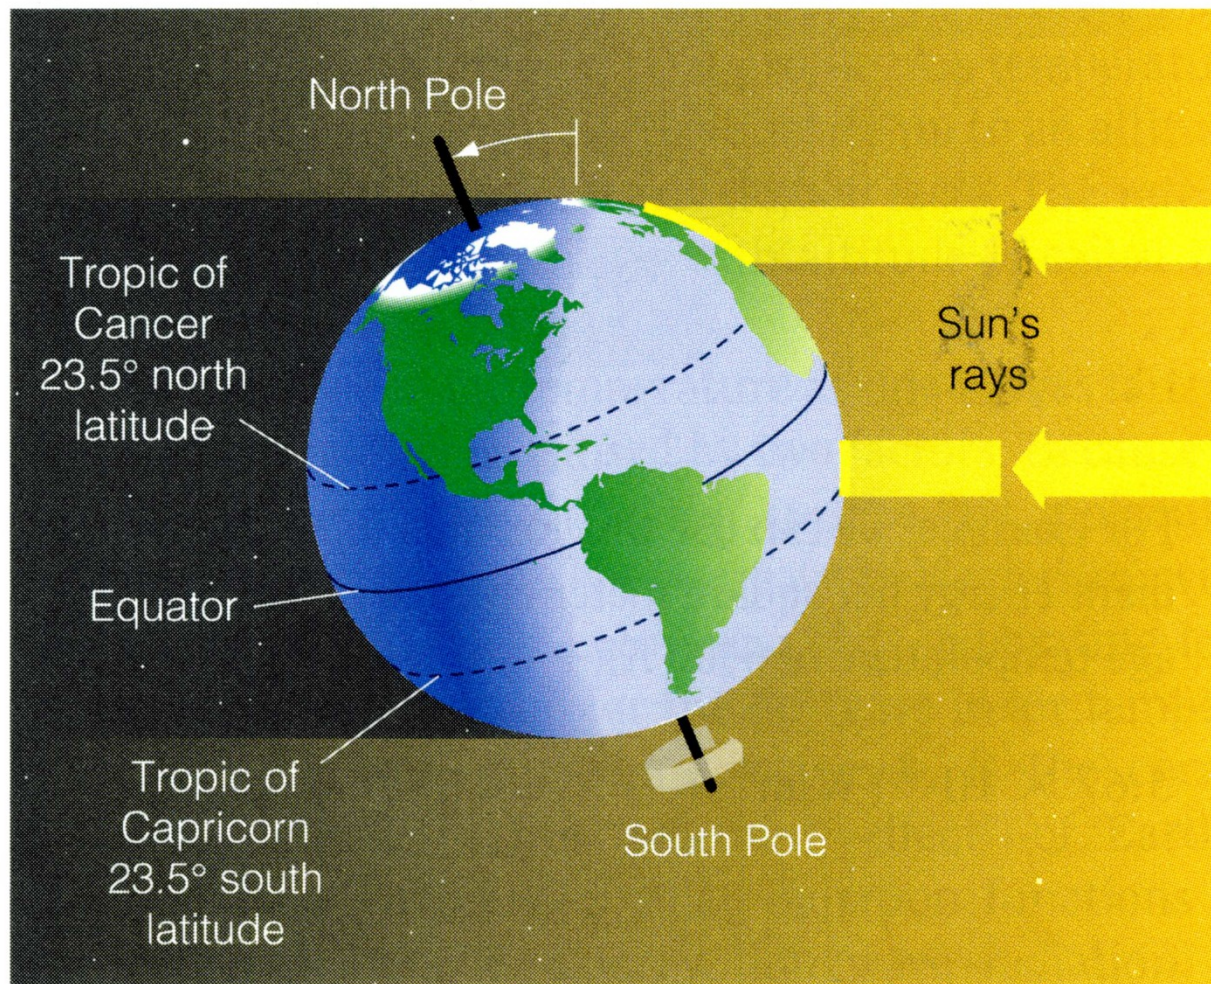 North Pole
Tropic of
Cancer
23.5° north
latitude
Sun's
rays
Equator
Tropic of
Capricorn
23.5° south
latitude
South Pole